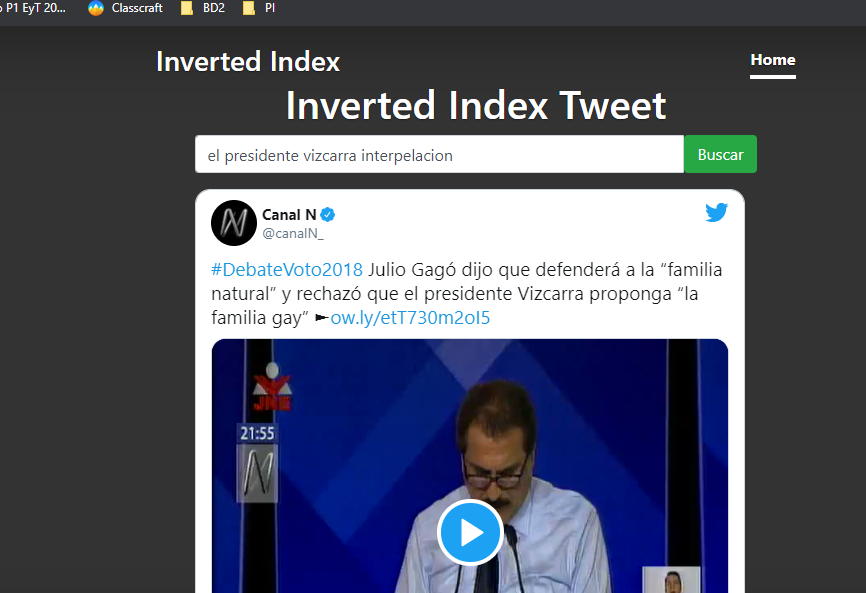 o P1 EyT 20... Classcraft BD2 PI
Inverted Index Home
Inverted Index Tweet
el presidente vizcarra interpelacion Buscar
Canal N
@canalN_
#DebateVoto2018 Julio Gagó dijo que defenderá a la “familia
natural” y rechazó que el presidente Vizcarra proponga “la
familia gay” ►ow.ly/etT730m2oI5
JNE
21:55
N